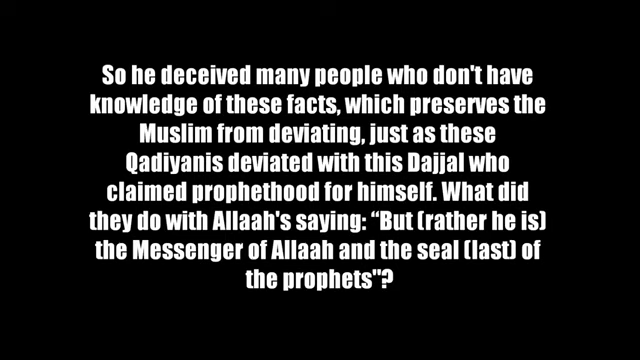 So he deceived many people who don't have
knowledge of these facts, which preserves the
Muslim from deviating, just as these
Qadiyanis deviated with this Dajjal who
claimed prophethood for himself. What did
they do with Allaah's saying: “But (rather he is)
the Messenger of Allaah and the seal (last) of
the prophets"?